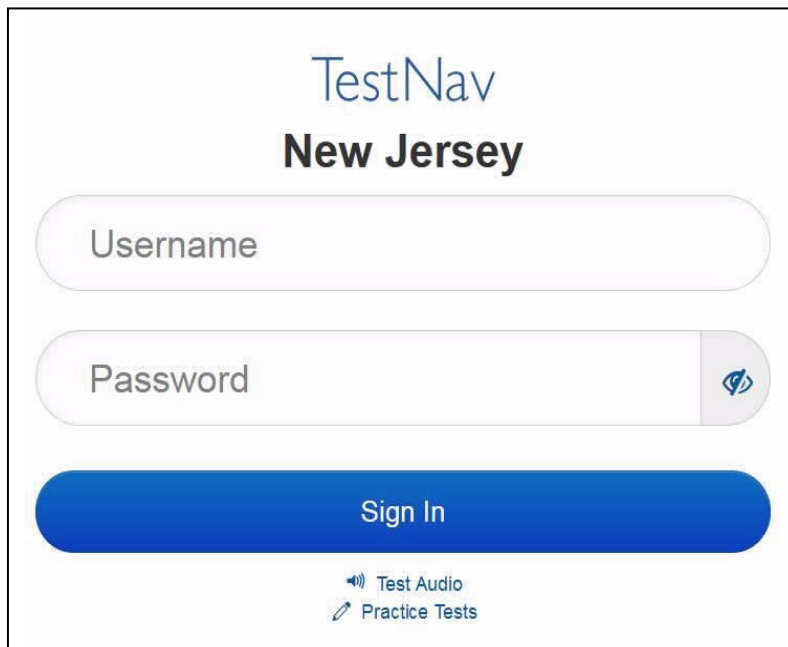 TestNav
New Jersey
Username
Password
Sign In
Test Audio
Practice Tests